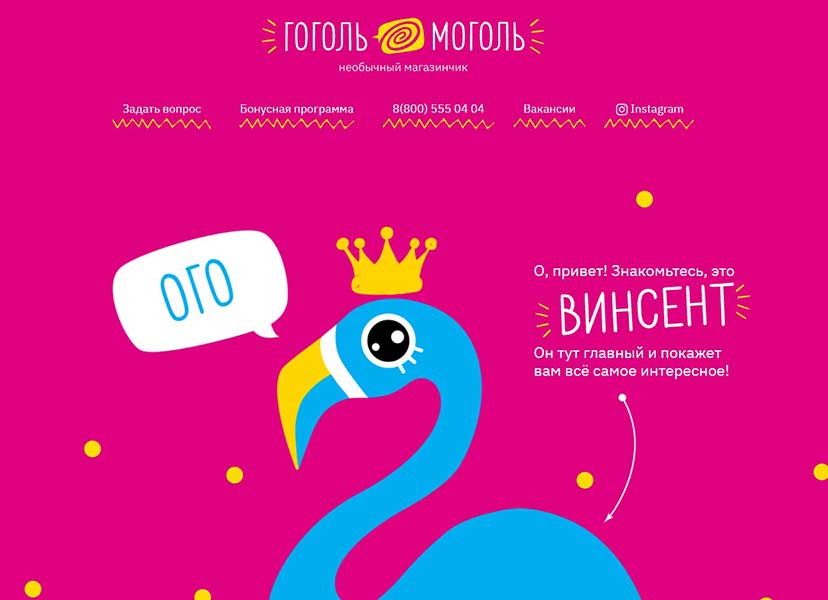 ГОГОЛЬ МОГОЛЬ
необычный магазинчик
Задать вопрос Бонусная программа 8(800) 555 04 04 Вакансии Instagram
ОГО
О, привет! Знакомьтесь, это
ВИНСЕНТ
Он тут главный и покажет
вам всё самое интересное!